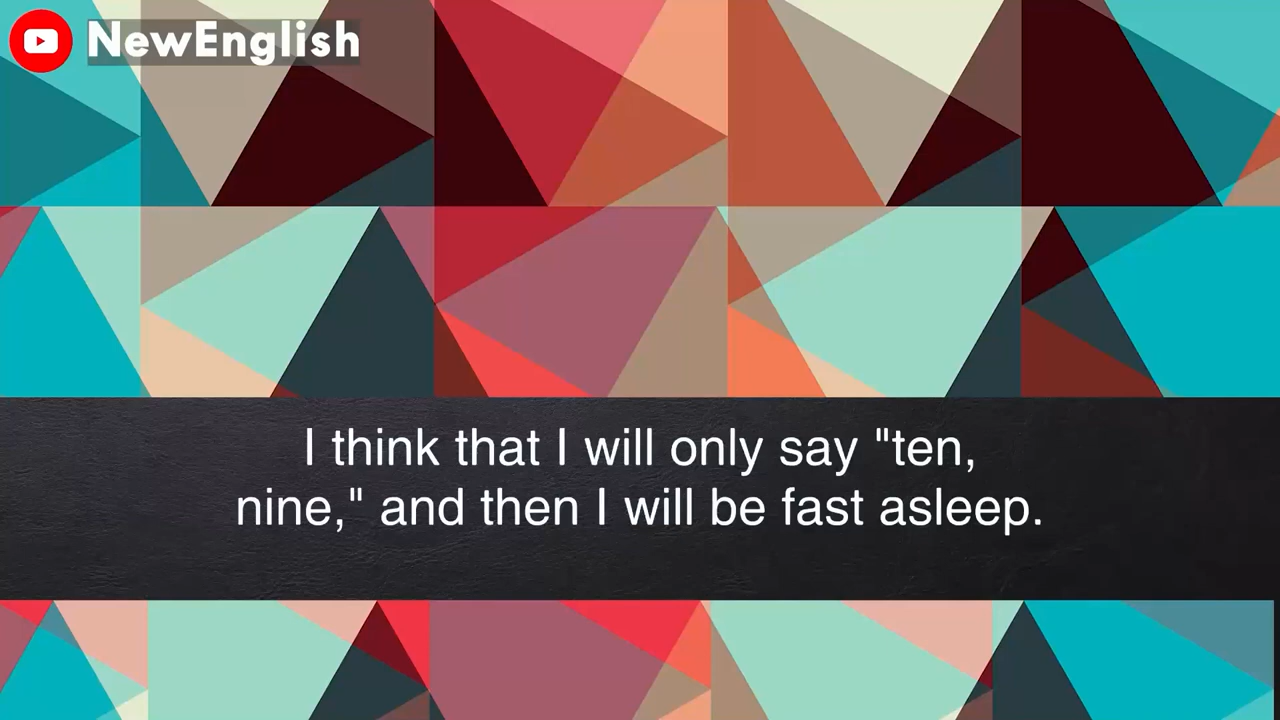 NewEnglish
I think that I will only say "ten,
nine," and then I will be fast asleep.